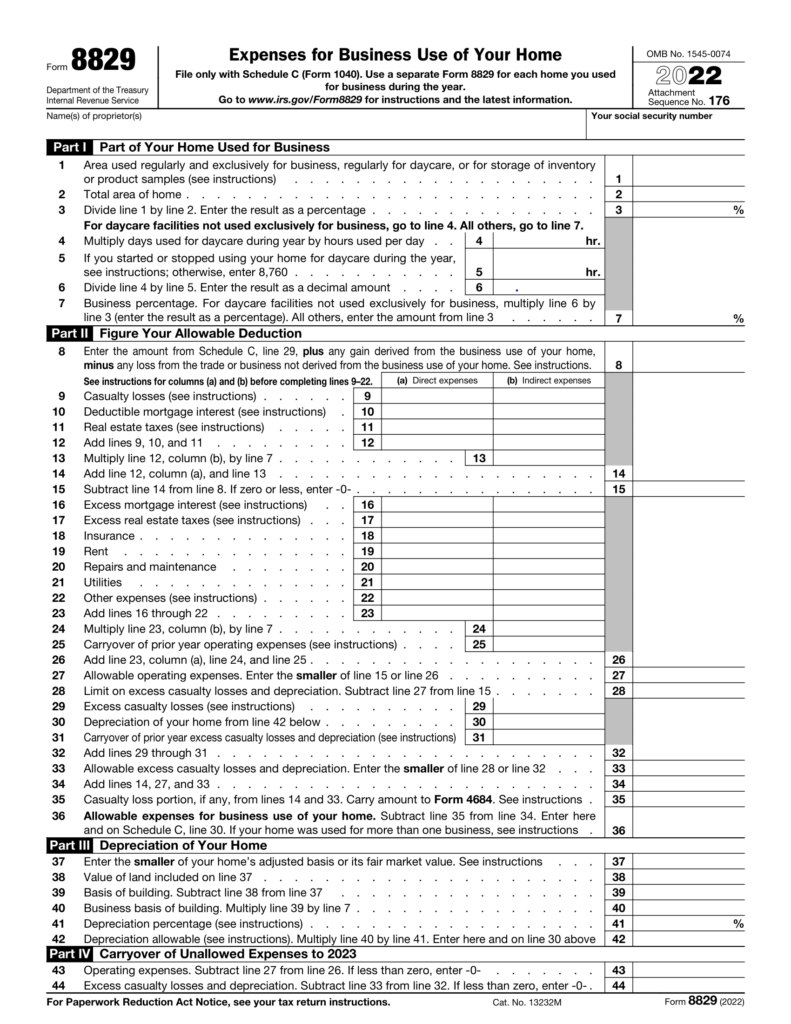 Form 8829
Department of the Treasury
Internal Revenue Service
Expenses for Business Use of Your Home
File only with Schedule C (Form 1040). Use a separate Form 8829 for each home you used
for business during the year.
Go to www.irs.gov/Form8829 for instructions and the latest information.
OMB No. 1545-0074
2022
Attachment
Sequence No. 176
Name(s) of proprietor(s)
Your social security number
Part I Part of Your Home Used for Business
1 Area used regularly and exclusively for business, regularly for daycare, or for storage of inventory
or product samples (see instructions) . . . . . . . . . . . . . . . . . . 1
2 Total area of home . . . . . . . . . . . . . . . . . . . . . . . . . 2
3 Divide line 1 by line 2. Enter the result as a percentage . . . . . . . . . . . . . . . 3 %
For daycare facilities not used exclusively for business, go to line 4. All others, go to line 7.
4 Multiply days used for daycare during year by hours used per day . . 4 hr.
5 If you started or stopped using your home for daycare during the year,
see instructions; otherwise, enter 8,760 . . . . . . . . . . . 5 hr.
6 Divide line 4 by line 5. Enter the result as a decimal amount . . . . 6 .
7 Business percentage. For daycare facilities not used exclusively for business, multiply line 6 by
line 3 (enter the result as a percentage). All others, enter the amount from line 3 . . . . . . 7 %
Part II Figure Your Allowable Deduction
8 Enter the amount from Schedule C, line 29, plus any gain derived from the business use of your home,
minus any loss from the trade or business not derived from the business use of your home. See instructions. 8
See instructions for columns (a) and (b) before completing lines 9–22. (a) Direct expenses (b) Indirect expenses
9 Casualty losses (see instructions) . . . . . . 9
10 Deductible mortgage interest (see instructions) . 10
11 Real estate taxes (see instructions) . . . . . 11
12 Add lines 9, 10, and 11 . . . . . . . . . 12
13 Multiply line 12, column (b), by line 7 . . . . . . . . . . . . 13
14 Add line 12, column (a), and line 13 . . . . . . . . . . . . . . . . . . . . 14
15 Subtract line 14 from line 8. If zero or less, enter -0- . . . . . . . . . . . . . . . . 15
16 Excess mortgage interest (see instructions) . . 16
17 Excess real estate taxes (see instructions) . . . 17
18 Insurance . . . . . . . . . . . . . . 18
19 Rent . . . . . . . . . . . . . . . 19
20 Repairs and maintenance . . . . . . . . 20
21 Utilities . . . . . . . . . . . . . . 21
22 Other expenses (see instructions) . . . . . . 22
23 Add lines 16 through 22 . . . . . . . . . 23
24 Multiply line 23, column (b), by line 7 . . . . . . . . . . . . 24
25 Carryover of prior year operating expenses (see instructions) . . . . 25
26 Add line 23, column (a), line 24, and line 25 . . . . . . . . . . . . . . . . . . 26
27 Allowable operating expenses. Enter the smaller of line 15 or line 26 . . . . . . . . . . 27
28 Limit on excess casualty losses and depreciation. Subtract line 27 from line 15 . . . . . . . 28
29 Excess casualty losses (see instructions) . . . . . . . . . . 29
30 Depreciation of your home from line 42 below . . . . . . . . . 30
31 Carryover of prior year excess casualty losses and depreciation (see instructions) 31
32 Add lines 29 through 31 . . . . . . . . . . . . . . . . . . . . . . . . 32
33 Allowable excess casualty losses and depreciation. Enter the smaller of line 28 or line 32 . . . 33
34 Add lines 14, 27, and 33 . . . . . . . . . . . . . . . . . . . . . . . . 34
35 Casualty loss portion, if any, from lines 14 and 33. Carry amount to Form 4684. See instructions . 35
36 Allowable expenses for business use of your home. Subtract line 35 from line 34. Enter here
and on Schedule C, line 30. If your home was used for more than one business, see instructions . 36
Part III Depreciation of Your Home
37 Enter the smaller of your home's adjusted basis or its fair market value. See instructions . . . 37
38 Value of land included on line 37 . . . . . . . . . . . . . . . . . . . . . 38
39 Basis of building. Subtract line 38 from line 37 . . . . . . . . . . . . . . . . . 39
40 Business basis of building. Multiply line 39 by line 7 . . . . . . . . . . . . . . . . 40
41 Depreciation percentage (see instructions) . . . . . . . . . . . . . . . . . . 41 %
42 Depreciation allowable (see instructions). Multiply line 40 by line 41. Enter here and on line 30 above 42
Part IV Carryover of Unallowed Expenses to 2023
43 Operating expenses. Subtract line 27 from line 26. If less than zero, enter -0- . . . . . . . 43
44 Excess casualty losses and depreciation. Subtract line 33 from line 32. If less than zero, enter -0- . 44
For Paperwork Reduction Act Notice, see your tax return instructions. Cat. No. 13232M Form 8829 (2022)